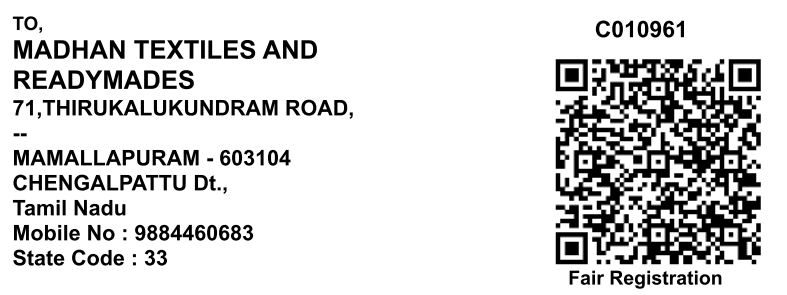 TO,
MADHAN TEXTILES AND
READYMADES
71,THIRUKALUKUNDRAM ROAD,
--
MAMALLAPURAM - 603104
CHENGALPATTU Dt.,
Tamil Nadu
Mobile No : 9884460683
State Code : 33
C010961
Fair Registration